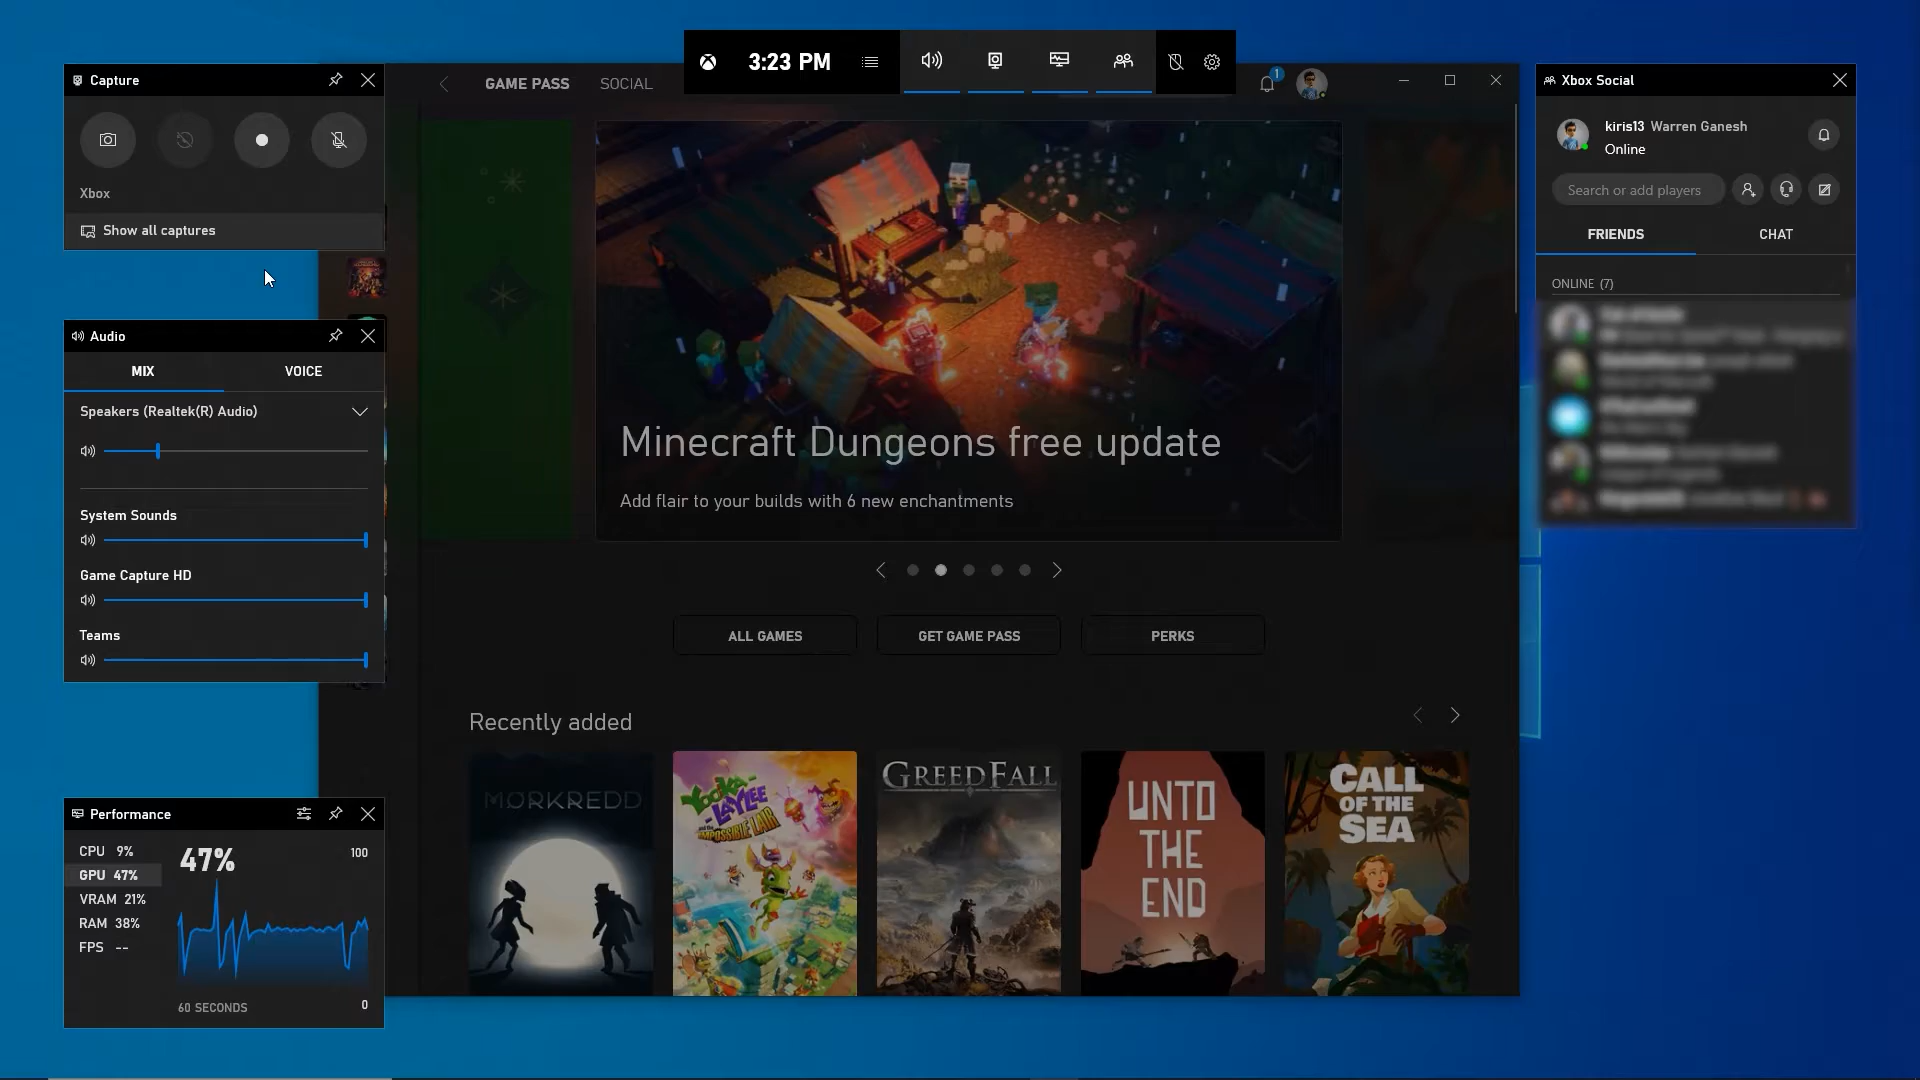 3:23 PM
Capture
Xbox
Show all captures
Audio
MIX
VOICE
Speakers (Realtek(R) Audio)
System Sounds
Game Capture HD
Teams
Performance
CPU 9%
GPU 47%
VRAM 21%
RAM 38%
FPS --
47%
100
60 SECONDS
0
GAME PASS
SOCIAL
1
Minecraft Dungeons free update
Add flair to your builds with 6 new enchantments
ALL GAMES
GET GAME PASS
PERKS
Recently added
MORKREDD
YOOKA-LAYLEE
AND THE IMPOSSIBLE LAIR
GREEDFALL
UNTO
THE
END
CALL
OF THE
SEA
Xbox Social
kiris13 Warren Ganesh
Online
Search or add players
FRIENDS
CHAT
ONLINE (7)